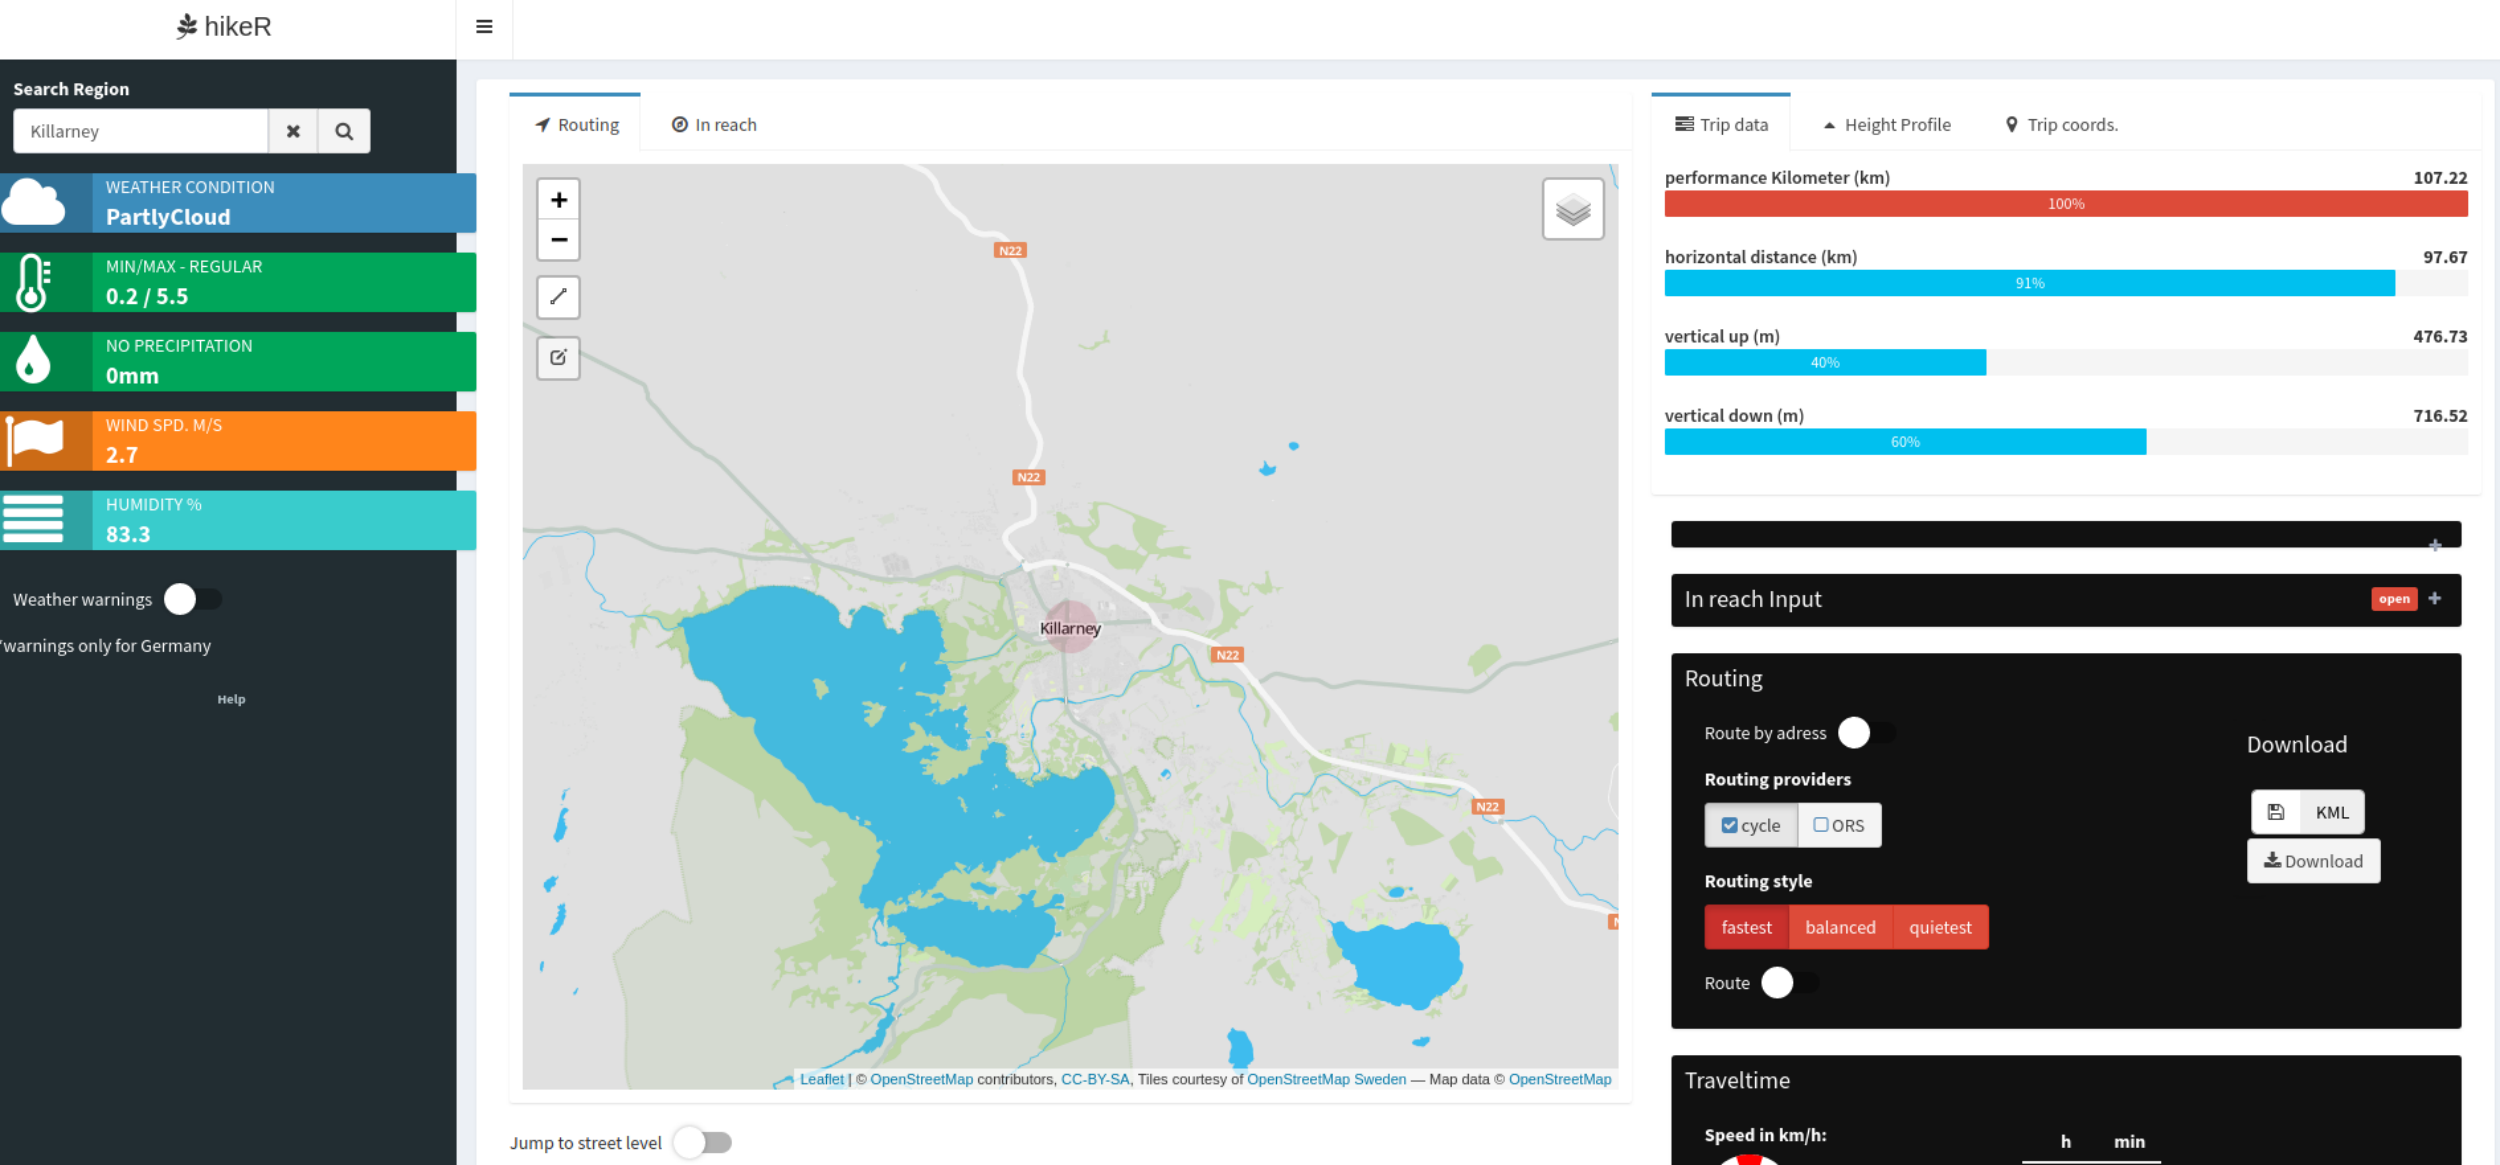 hikeR
Search Region
Killarney
WEATHER CONDITION
PartlyCloud
MIN/MAX - REGULAR
0.2 / 5.5
NO PRECIPITATION
0mm
WIND SPD. M/S
2.7
HUMIDITY %
83.3
Weather warnings
*warnings only for Germany
Help
Routing
In reach
+
−
N22
N22
Killarney
N22
N22
N
Leaflet | © OpenStreetMap contributors, CC-BY-SA, Tiles courtesy of OpenStreetMap Sweden — Map data © OpenStreetMap
Jump to street level
Trip data
Height Profile
Trip coords.
performance Kilometer (km) 107.22
100%
horizontal distance (km) 97.67
91%
vertical up (m) 476.73
40%
vertical down (m) 716.52
60%
+
In reach Input open +
Routing
Route by adress
Routing providers
cycle ORS
Routing style
fastest balanced quietest
Route
Download
KML
Download
Traveltime
Speed in km/h:
h min